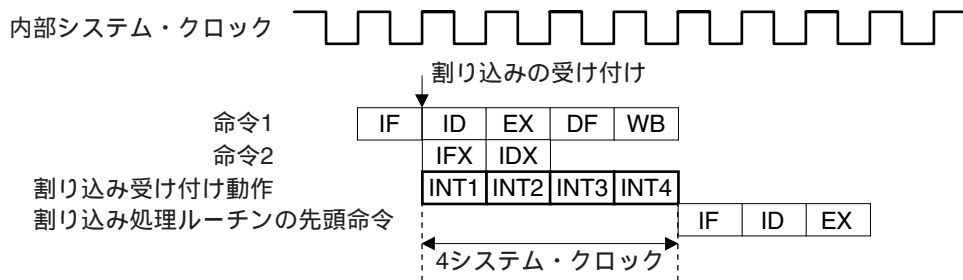 内部システム・クロック
割り込みの受け付け
命令1 IF ID EX DF WB
命令2 IFX IDX
割り込み受け付け動作 INT1 INT2 INT3 INT4
割り込み処理ルーチンの先頭命令 IF ID EX
4システム・クロック